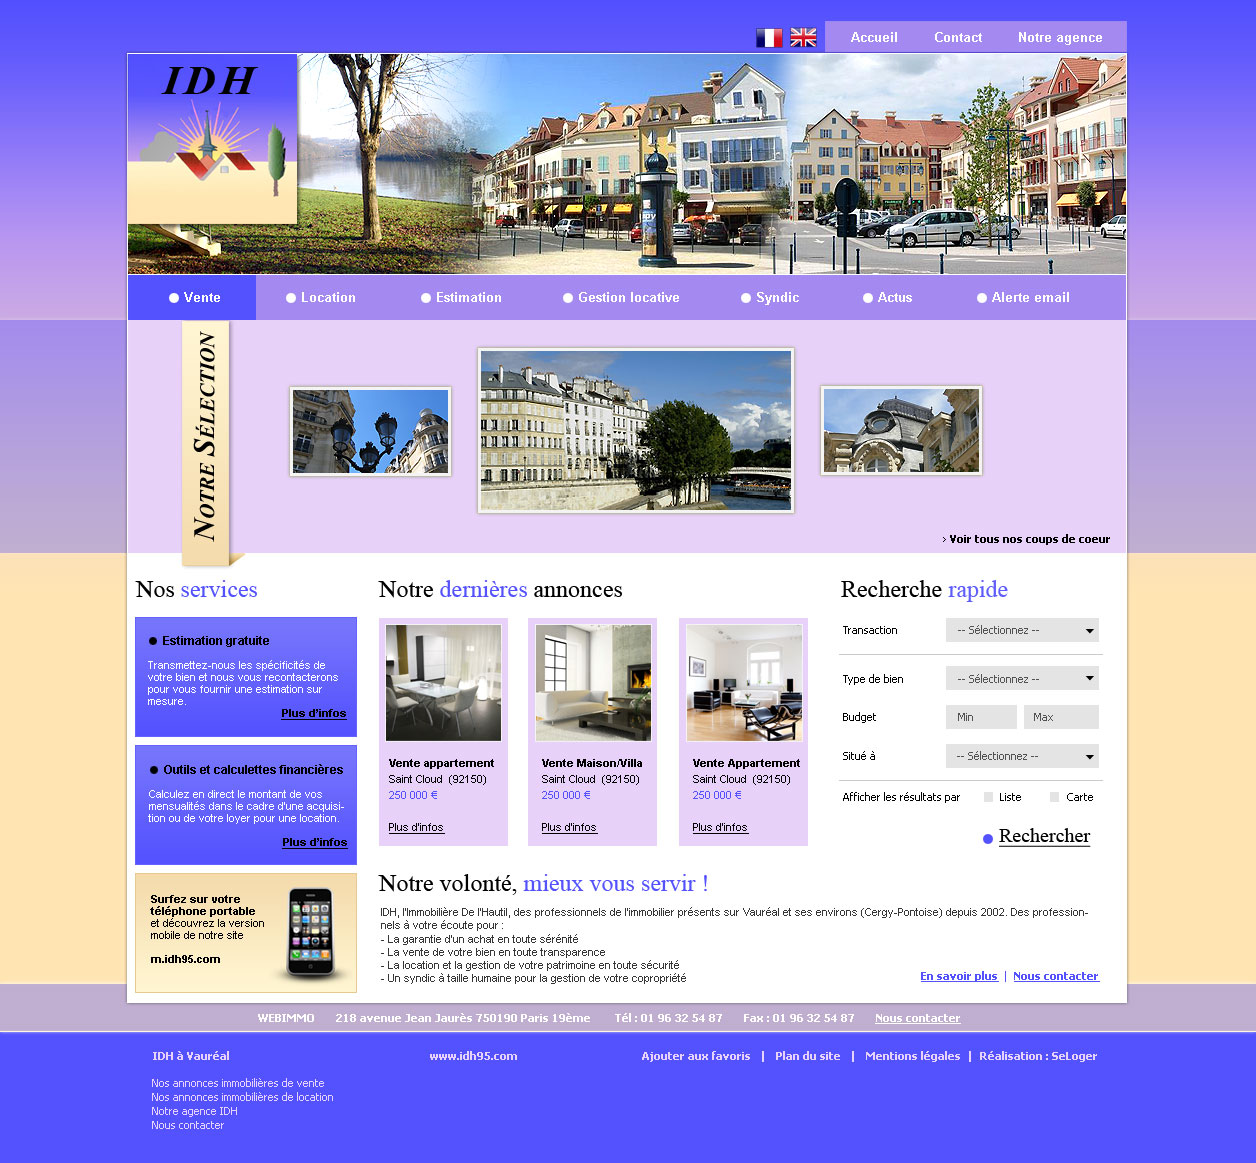 Accueil Contact Notre agence
IDH
Vente Location Estimation Gestion locative Syndic Actus Alerte email
NOTRE SÉLECTION
› Voir tous nos coups de coeur
Nos services
Estimation gratuite
Transmettez-nous les spécificités de
votre bien et nous vous recontacterons
pour vous fournir une estimation sur
mesure.
Plus d'infos
Outils et calculettes financières
Calculez en direct le montant de vos
mensualités dans le cadre d'une acquisi-
tion ou de votre loyer pour une location.
Plus d'infos
Surfez sur votre
téléphone portable
et découvrez la version
mobile de notre site
m.idh95.com
Notre dernières annonces
Vente appartement
Saint Cloud (92150)
250 000 €
Plus d'infos
Vente Maison/Villa
Saint Cloud (92150)
250 000 €
Plus d'infos
Vente Appartement
Saint Cloud (92150)
250 000 €
Plus d'infos
Recherche rapide
Transaction -- Sélectionnez --
Type de bien -- Sélectionnez --
Budget Min Max
Situé à -- Sélectionnez --
Afficher les résultats par Liste Carte
Rechercher
Notre volonté, mieux vous servir !
IDH, l'Immobilière De l'Hautil, des professionnels de l'immobilier présents sur Vauréal et ses environs (Cergy-Pontoise) depuis 2002. Des profession-
nels à votre écoute pour :
- La garantie d'un achat en toute sérénité
- La vente de votre bien en toute transparence
- La location et la gestion de votre patrimoine en toute sécurité
- Un syndic à taille humaine pour la gestion de votre copropriété
En savoir plus | Nous contacter
WEBIMMO 218 avenue Jean Jaurès 750190 Paris 19ème Tél : 01 96 32 54 87 Fax : 01 96 32 54 87 Nous contacter
IDH à Vauréal www.idh95.com Ajouter aux favoris | Plan du site | Mentions légales | Réalisation : SeLoger
Nos annonces immobilières de vente
Nos annonces immobilières de location
Notre agence IDH
Nous contacter